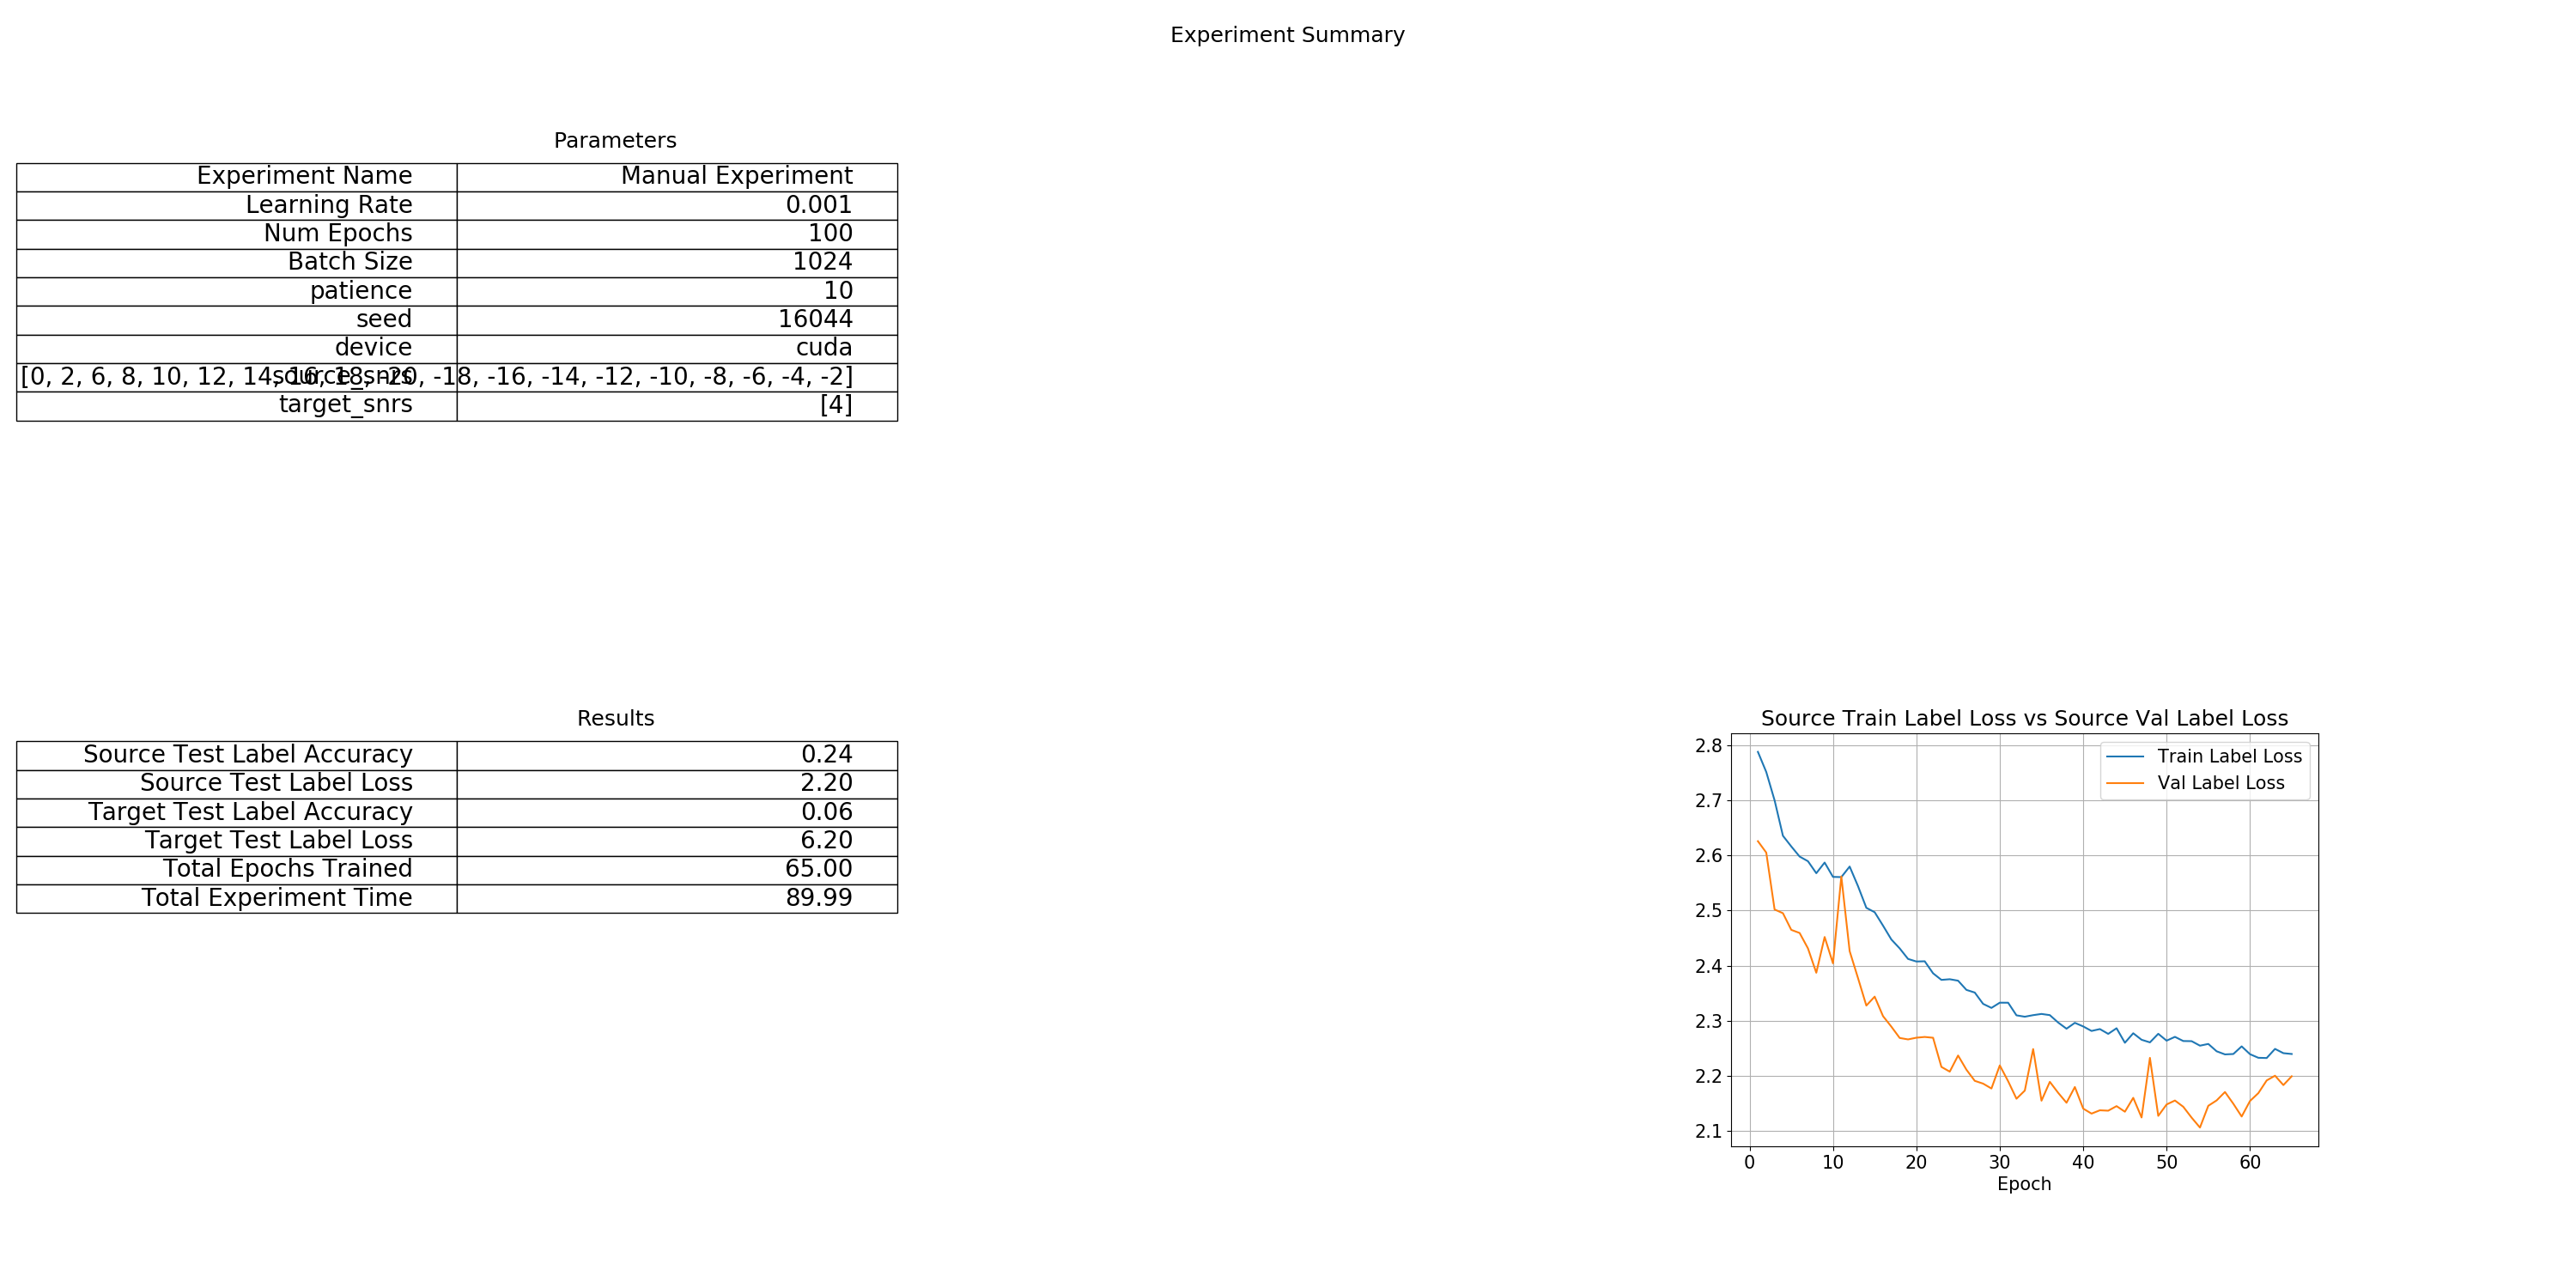 Experiment Summary
Parameters
Experiment Name Manual Experiment
Learning Rate 0.001
Num Epochs 100
Batch Size 1024
patience 10
seed 16044
device cuda
source_snrs [0, 2, 6, 8, 10, 12, 14, 16, 18, -20, -18, -16, -14, -12, -10, -8, -6, -4, -2]
target_snrs [4]
Results
Source Test Label Accuracy 0.24
Source Test Label Loss 2.20
Target Test Label Accuracy 0.06
Target Test Label Loss 6.20
Total Epochs Trained 65.00
Total Experiment Time 89.99
Source Train Label Loss vs Source Val Label Loss
Train Label Loss
Val Label Loss
2.8
2.7
2.6
2.5
2.4
2.3
2.2
2.1
0 10 20 30 40 50 60
Epoch